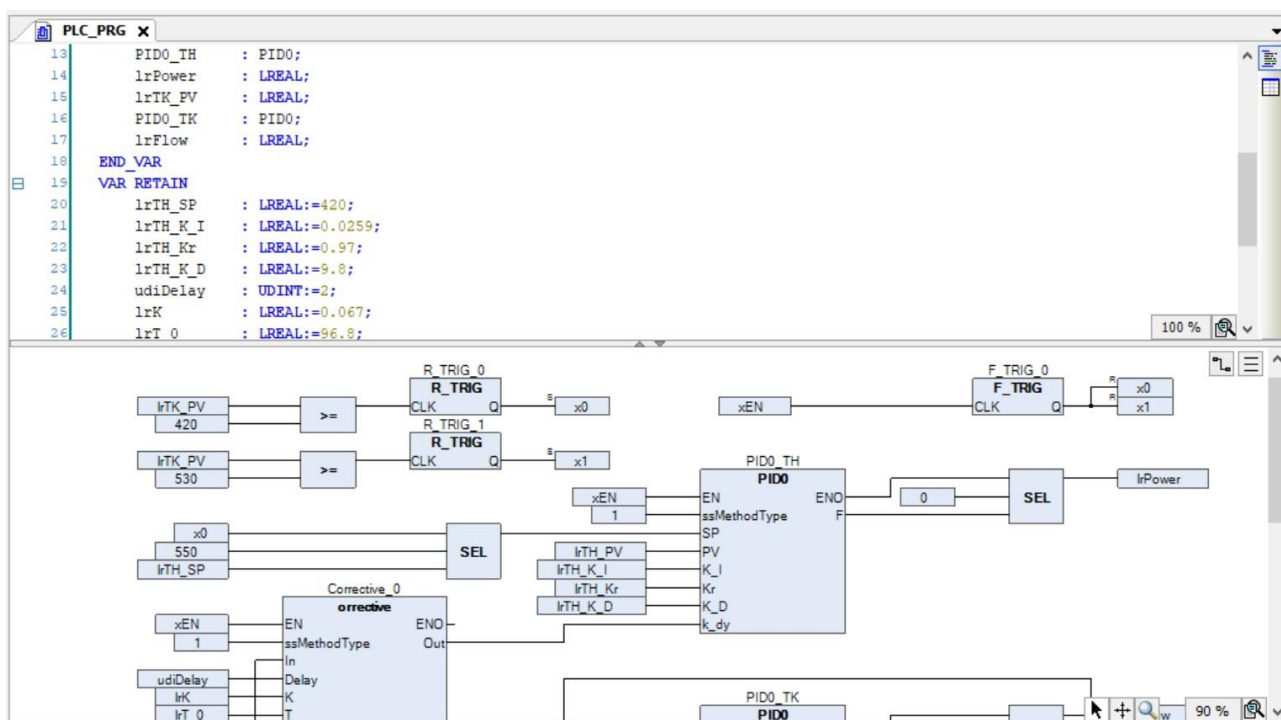 PLC_PRG X
13 PID0_TH : PID0;
14 lrPower : LREAL;
15 lrTK_PV : LREAL;
16 PID0_TK : PID0;
17 lrFlow : LREAL;
18 END_VAR
19 VAR RETAIN
20 lrTH_SP : LREAL:=420;
21 lrTH_K_I : LREAL:=0.0259;
22 lrTH_Kr : LREAL:=0.97;
23 lrTH_K_D : LREAL:=9.8;
24 udiDelay : UDINT:=2;
25 lrK : LREAL:=0.067;
26 lrT_0 : LREAL:=96.8;
100 %
R_TRIG_0
R_TRIG
lrTK_PV
420
>=
CLK Q
S
x0
R_TRIG_1
R_TRIG
lrTK_PV
530
>=
CLK Q
S
x1
F_TRIG_0
F_TRIG
xEN
CLK Q
R
x0
R
x1
x0
550
lrTH_SP
SEL
PID0_TH
PID0
xEN
EN ENO
1
ssMethodType F
SP
lrTH_PV
PV
lrTH_K_I
K_I
lrTH_Kr
Kr
lrTH_K_D
K_D
k_dy
0
SEL
lrPower
Corrective_0
orrective
xEN
EN ENO
1
ssMethodType Out
In
udiDelay
Delay
lrK
K
lrT_0
T
PID0_TK
PID0
w
90 %